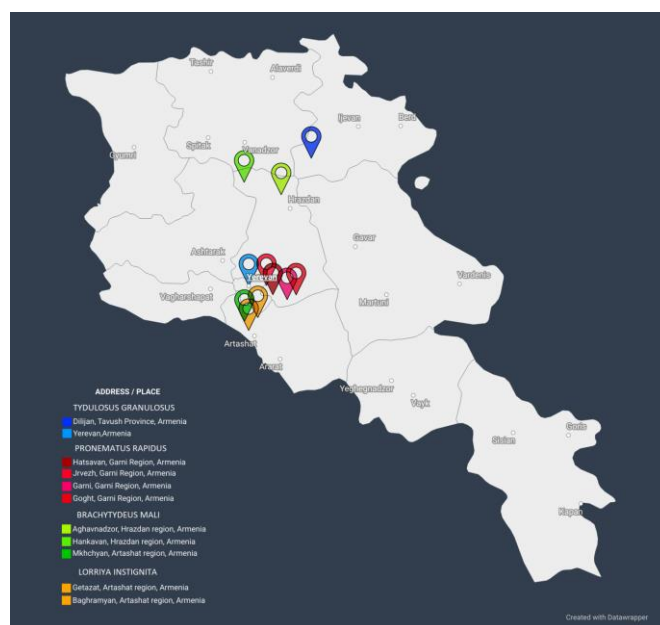 Tashir
Alaverdi
Ijevan
Berd
Gyumri
Spitak
Vanadzor
Hrazdan
Gavar
Ashtarak
Yerevan
Vardenis
Vagharshapat
Martuni
Artashat
Ararat
Yeghegnadzor
Vayk
Sisian
Goris
Kapan
ADDRESS / PLACE
TYDULOSUS GRANULOSUS
Dilijan, Tavush Province, Armenia
Yerevan,Armenia
PRONEMATUS RAPIDUS
Hatsavan, Garni Region, Armenia
Jrvezh, Garni Region, Armenia
Garni, Garni Region, Armenia
Goght, Garni Region, Armenia
BRACHYTYDEUS MALI
Aghavnadzor, Hrazdan region, Armenia
Hankavan, Hrazdan region, Armenia
Mkhchyan, Artashat region, Armenia
LORRIYA INSTIGNITA
Getazat, Artashat region, Armenia
Baghramyan, Artashat region, Armenia
Created with Datawrapper